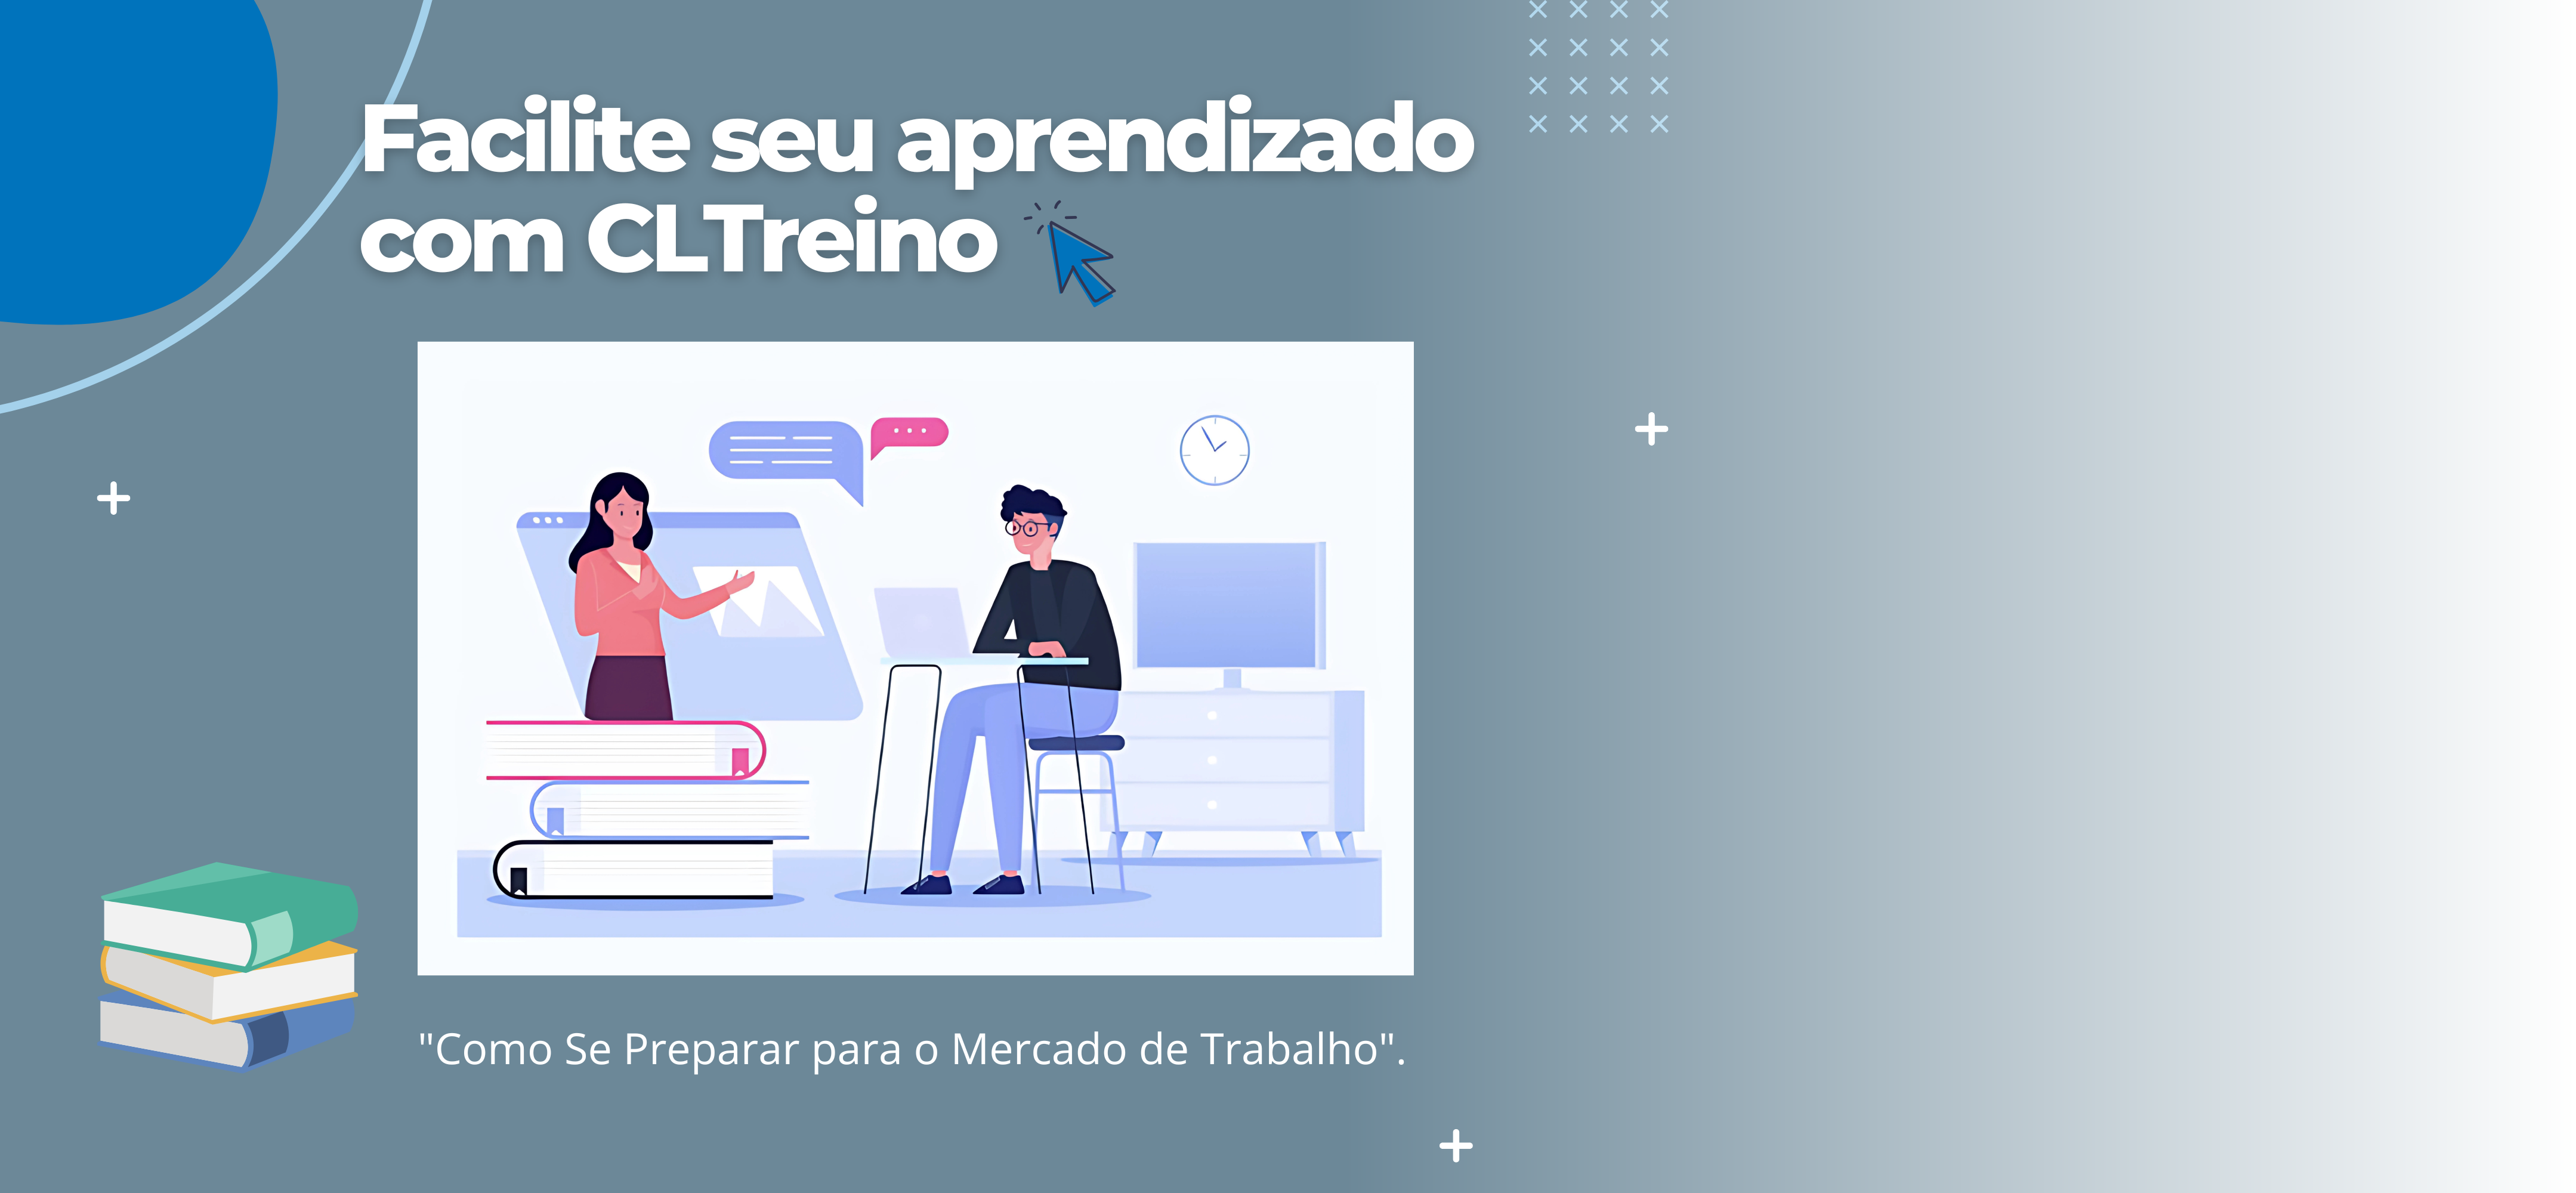 Facilite seu aprendizado
com CLTreino
"Como Se Preparar para o Mercado de Trabalho".